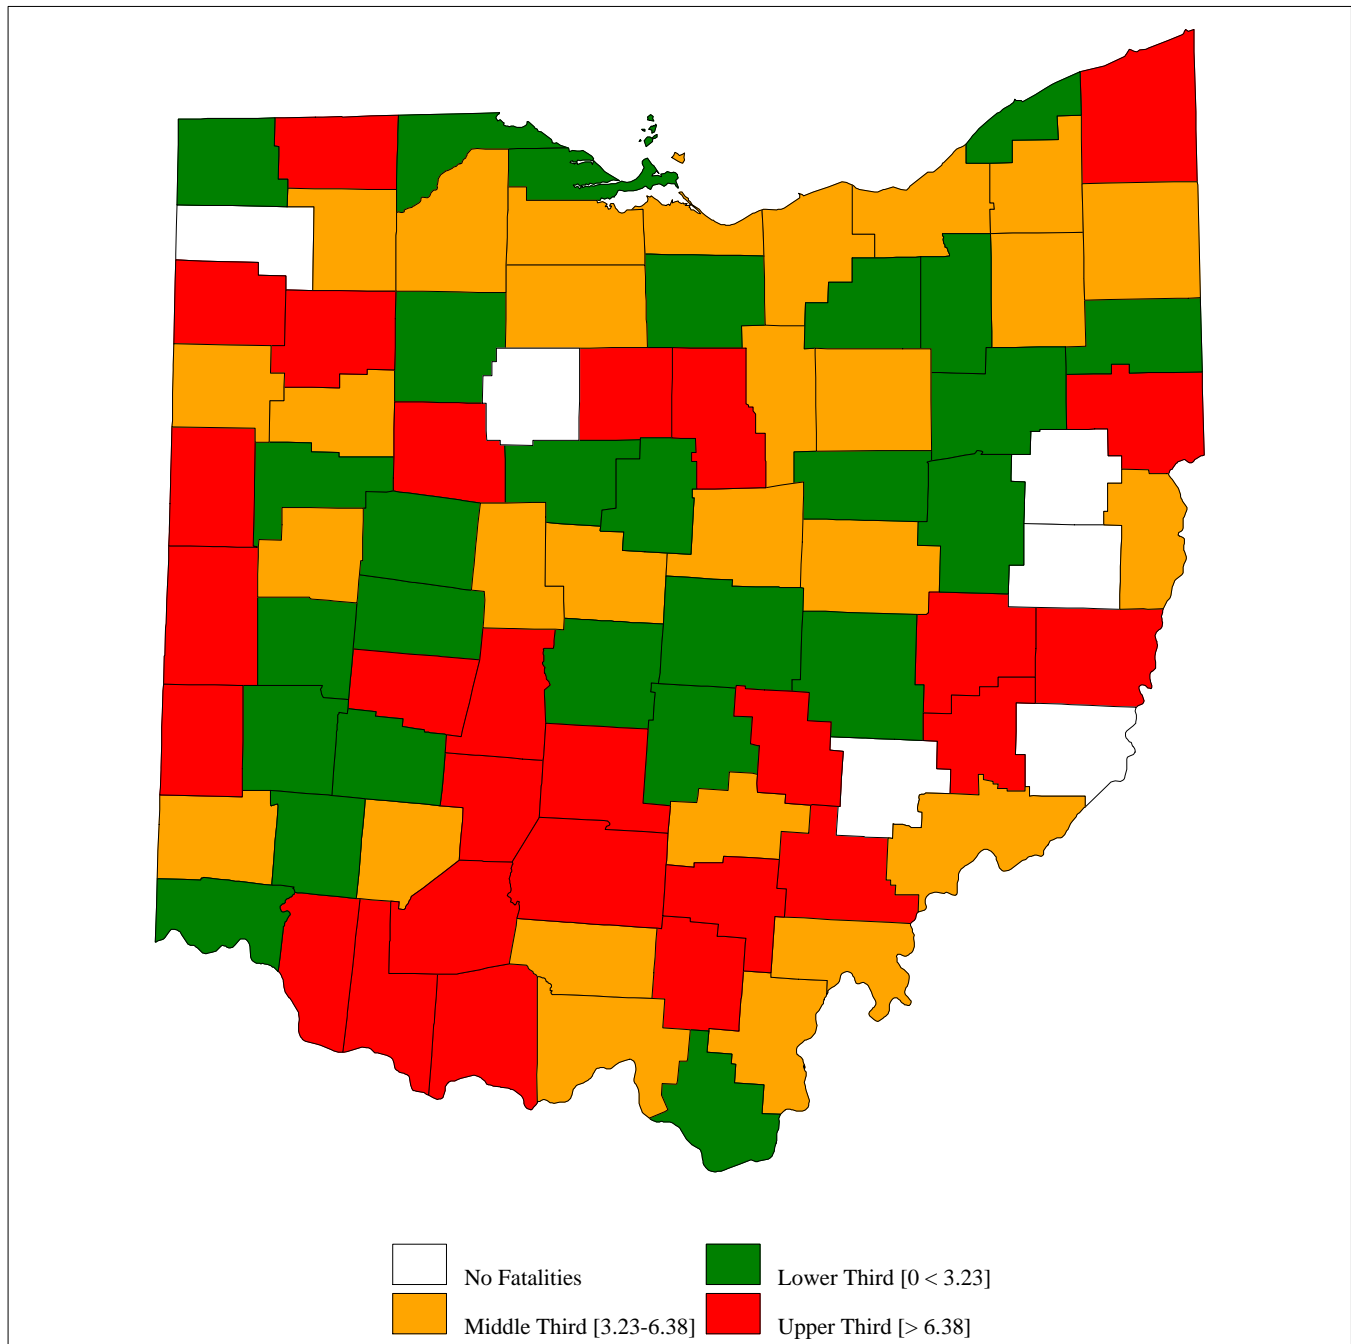 No Fatalities
Lower Third [0 < 3.23]
Middle Third [3.23-6.38]
Upper Third [> 6.38]